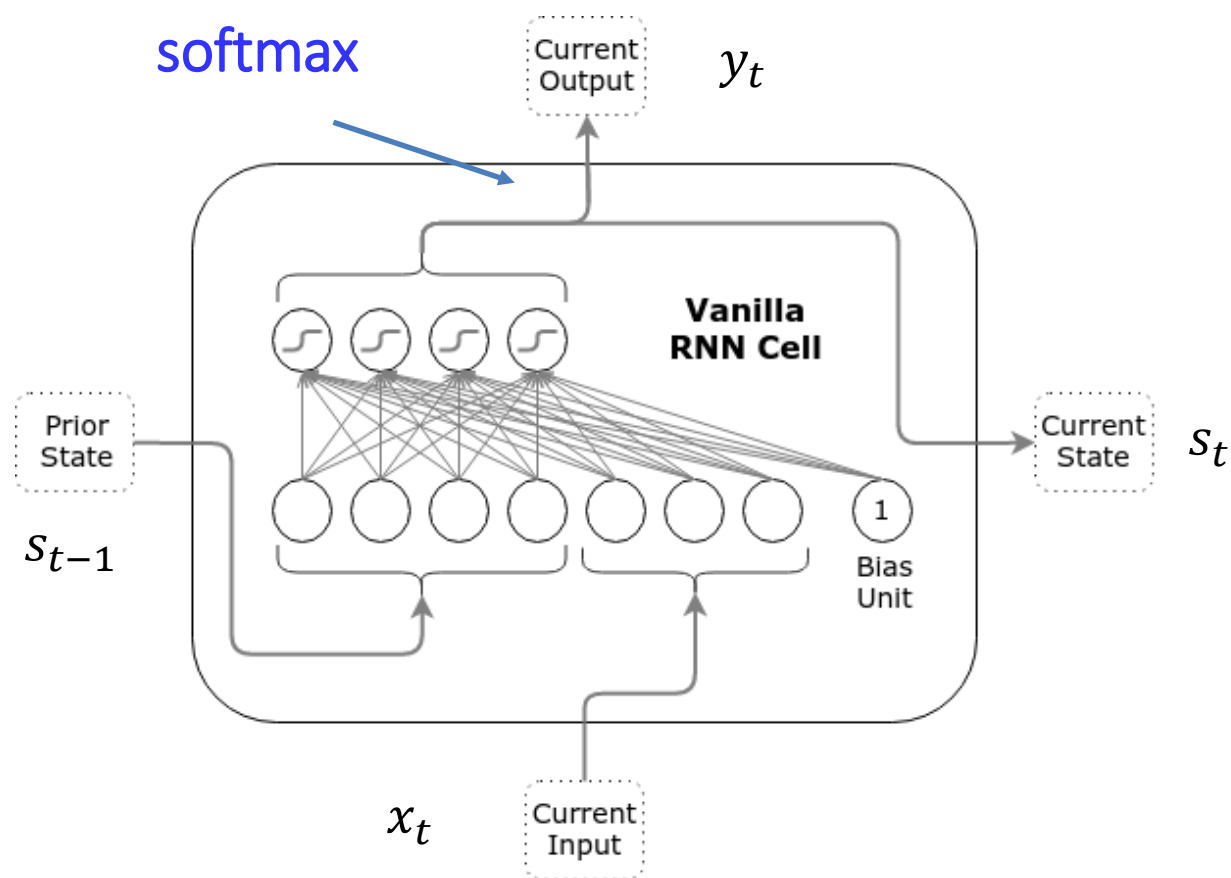 softmax
Current
Output
y_t
Vanilla
RNN Cell
Prior
State
s_{t-1}
Current
State
s_t
1
Bias
Unit
x_t
Current
Input